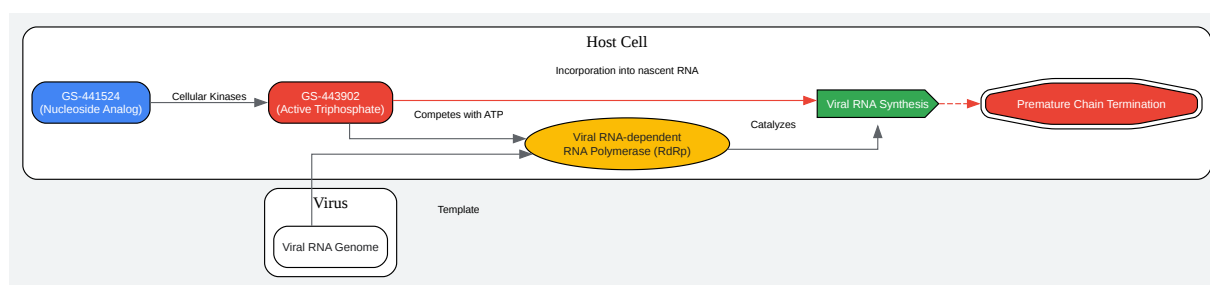 Host Cell
Incorporation into nascent RNA
GS-441524
(Nucleoside Analog)
Cellular Kinases
GS-443902
(Active Triphosphate)
Competes with ATP
Viral RNA-dependent
RNA Polymerase (RdRp)
Catalyzes
Viral RNA Synthesis
Premature Chain Termination
Virus
Template
Viral RNA Genome